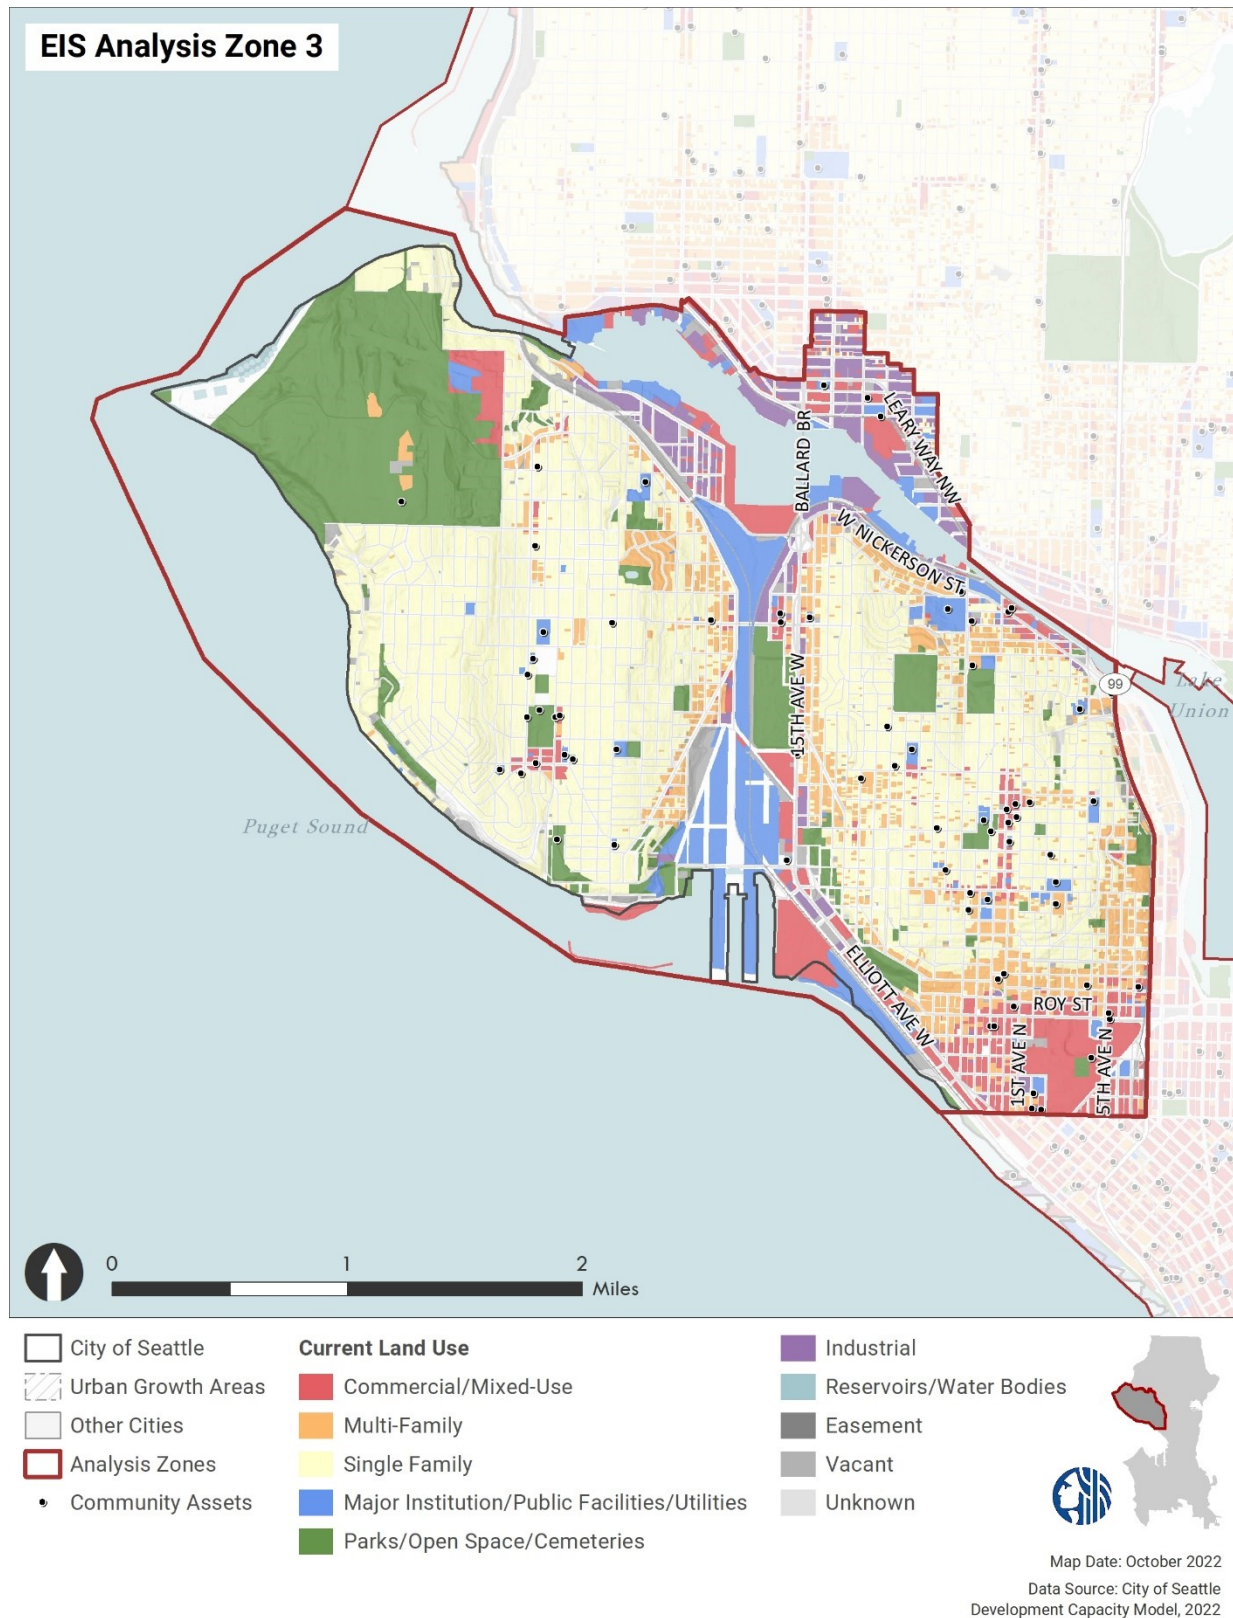 EIS Analysis Zone 3
BALLARD BR
LEARY WAY NW
W NICKERSON ST
99
Lake
Union
15TH AVE W
Puget Sound
ELLIOTT AVE W
ROY ST
1ST AVE N
5TH AVE N
0 1 2
Miles
City of Seattle
Urban Growth Areas
Other Cities
Analysis Zones
Community Assets
Current Land Use
Commercial/Mixed-Use
Multi-Family
Single Family
Major Institution/Public Facilities/Utilities
Parks/Open Space/Cemeteries
Industrial
Reservoirs/Water Bodies
Easement
Vacant
Unknown
Map Date: October 2022
Data Source: City of Seattle
Development Capacity Model, 2022